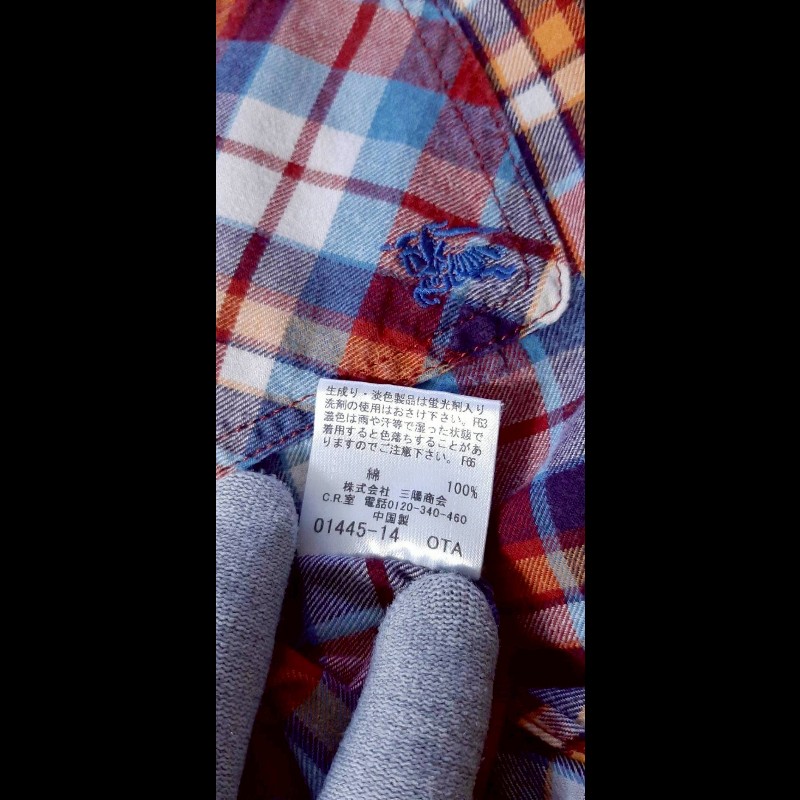 生成り・淡色製品は蛍光剤入り
洗剤の使用はおさけ下さい。F63
濃色は雨や汗等で湿った状態で
着用すると色落ちすることがあ
りますのでご注意下さい。F66
綿 100%
株式会社 三陽商会
C.R.室 電話0120-340-460
中国製
01445-14 OTA